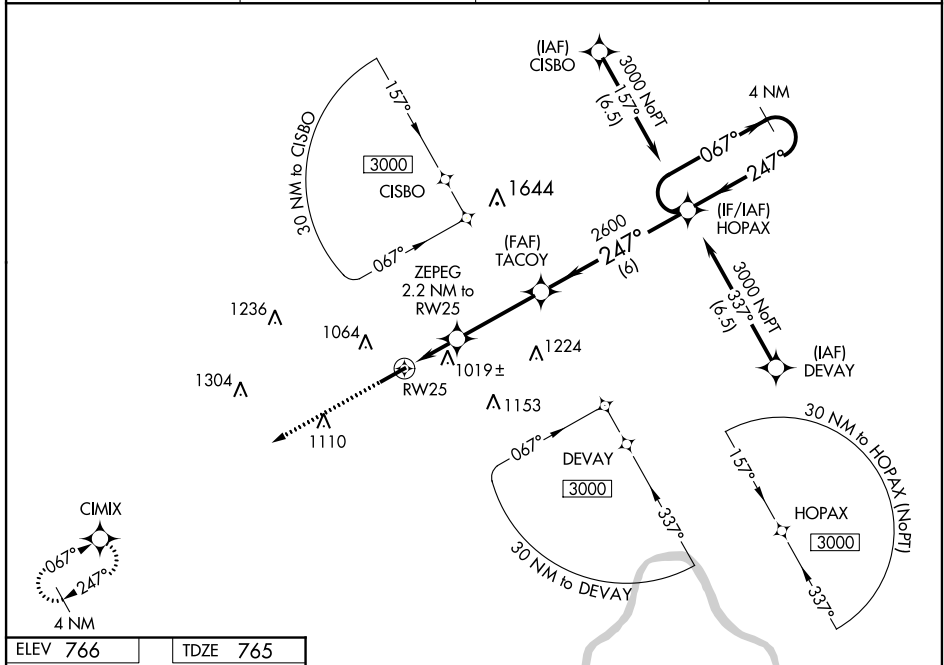 (IAF)
CISBO
3000 NoPT
157°
(6.5)
4 NM
067°
247°
(IF/IAF)
HOPAX
30 NM to CISBO
157°
3000
CISBO
067°
1644
2600
247°
(6)
(FAF)
TACOY
ZEPEG
2.2 NM to
RW25
3000 NoPT
337°
(6.5)
(IAF)
DEVAY
1236
1064
1304
1224
1019±
RW25
1153
1110
067°
DEVAY
3000
337°
30 NM to DEVAY
30 NM to HOPAX (NoPT)
157°
HOPAX
3000
337°
CIMIX
067°
247°
4 NM
ELEV 766
TDZE 765